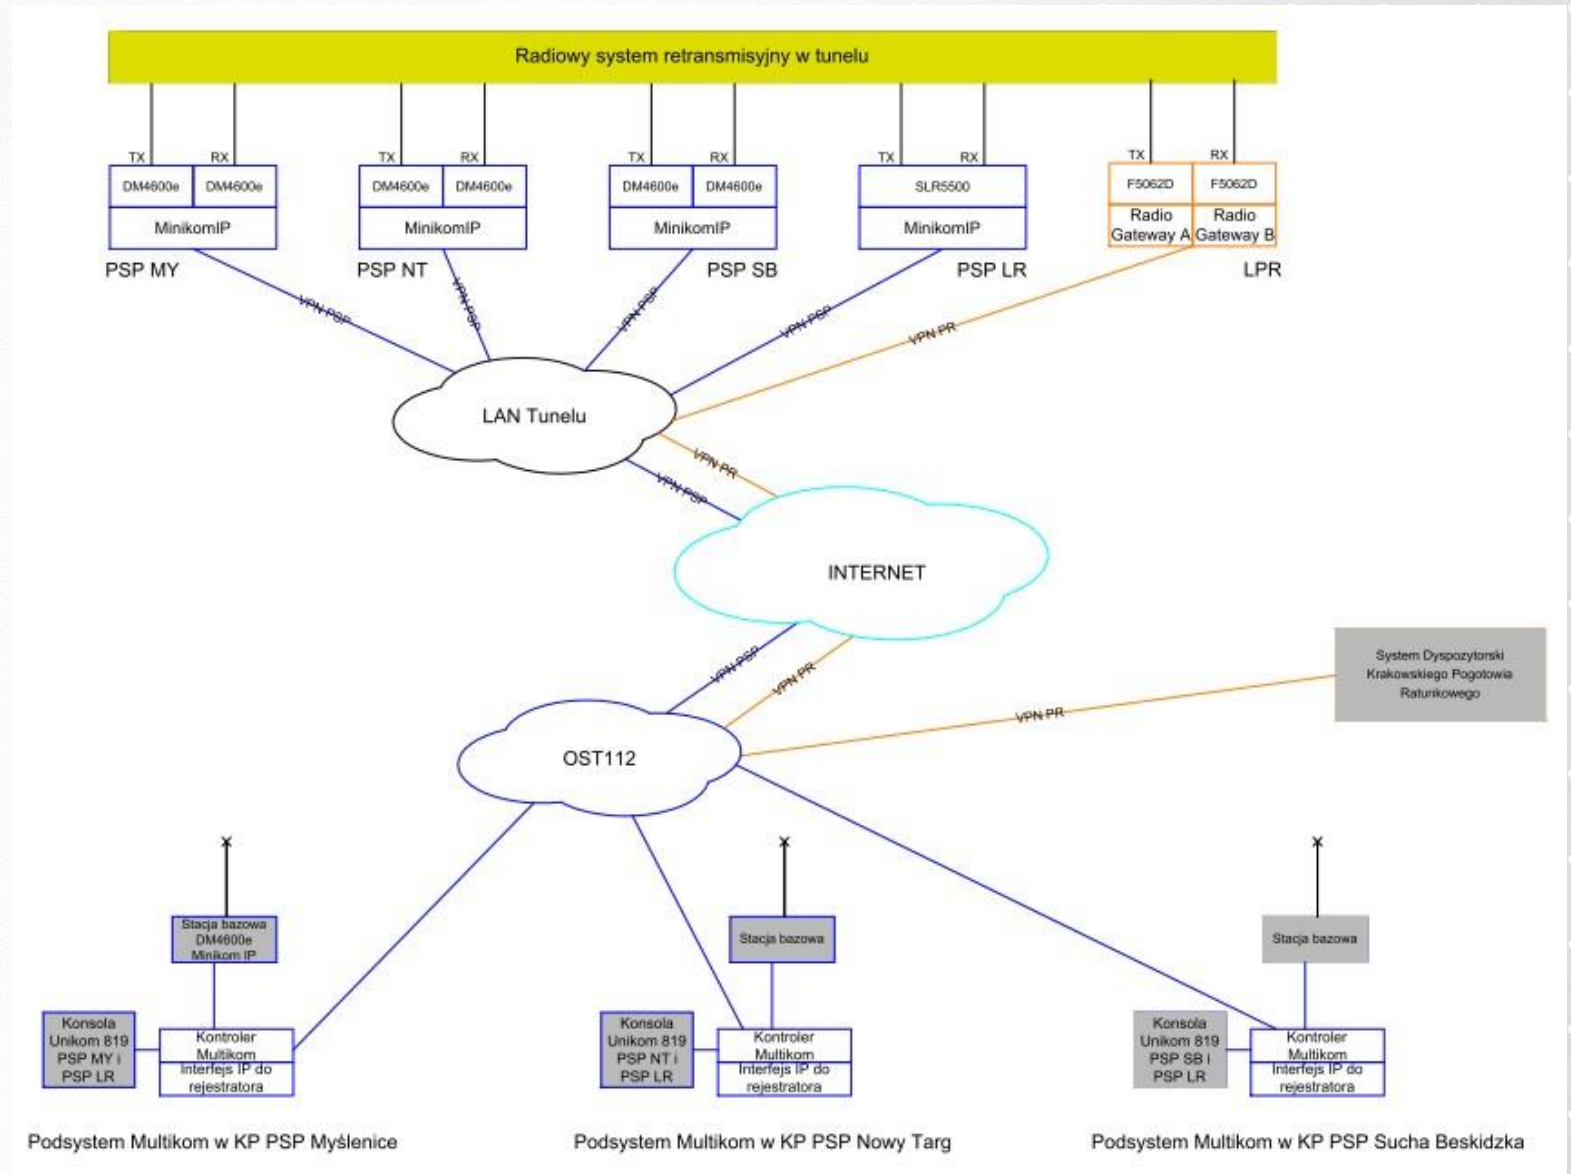 Radiowy system retransmisyjny w tunelu
TX RX TX RX TX RX TX RX TX RX
DM4600e DM4600e DM4600e DM4600e DM4600e DM4600e SLR5500 F5062D F5062D
MinikomIP MinikomIP MinikomIP MinikomIP Radio Radio
Gateway A Gateway B
PSP MY PSP NT PSP SB PSP LR LPR
VPN PSP VPN PSP VPN PSP VPN PSP VPN PR
LAN Tunelu
VPN PR
VPN PSP
INTERNET
VPN PSP
VPN PR
System Dyspozytorski
Krakowskiego Pogotowia
Ratunkowego
VPN PR
OST112
Stacja bazowa
DM4600e
Minikom IP
Stacja bazowa
Stacja bazowa
Konsola
Unikom 819
PSP MY i
PSP LR
Kontroler
Multikom
Interfejs IP do
rejestratora
Konsola
Unikom 819
PSP NT i
PSP LR
Kontroler
Multikom
Interfejs IP do
rejestratora
Konsola
Unikom 819
PSP SB i
PSP LR
Kontroler
Multikom
Interfejs IP do
rejestratora
Podsystem Multikom w KP PSP Myślenice
Podsystem Multikom w KP PSP Nowy Targ
Podsystem Multikom w KP PSP Sucha Beskidzka